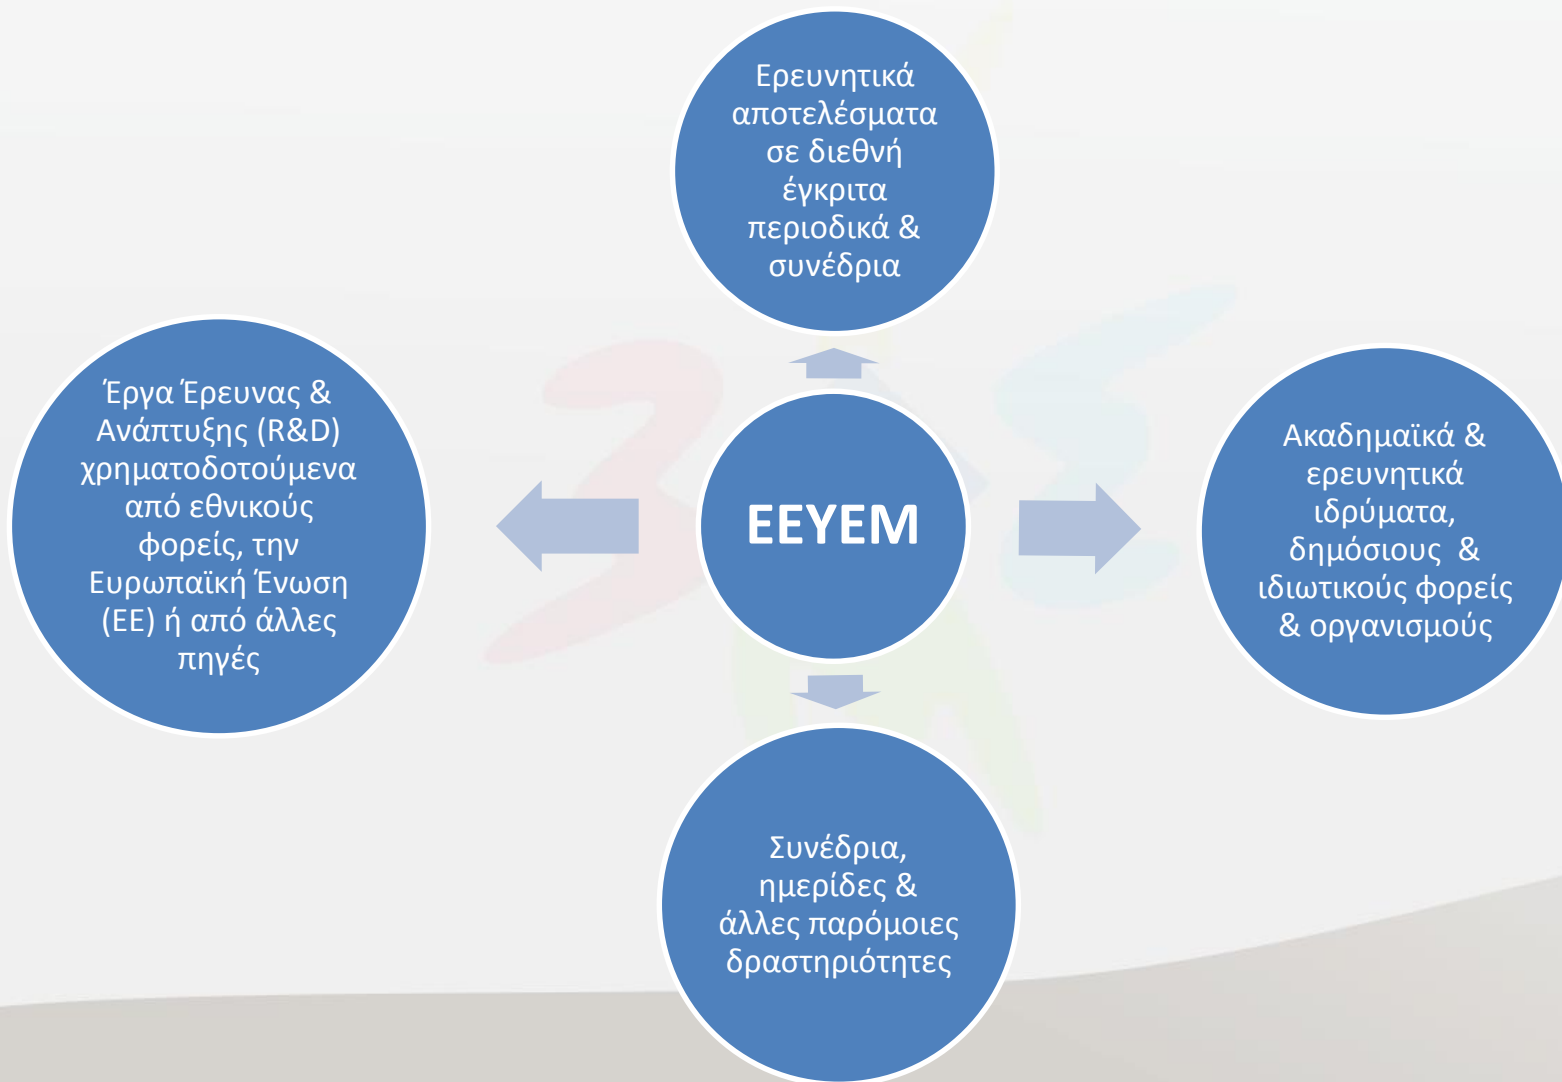 Ερευνητικά
αποτελέσματα
σε διεθνή
έγκριτα
περιοδικά &
συνέδρια
Έργα Έρευνας &
Ανάπτυξης (R&D)
χρηματοδοτούμενα
από εθνικούς
φορείς, την
Ευρωπαϊκή Ένωση
(ΕΕ) ή από άλλες
πηγές
ΕΕΥΕΜ
Ακαδημαϊκά &
ερευνητικά
ιδρύματα,
δημόσιους  &
ιδιωτικούς φορείς
& οργανισμούς
Συνέδρια,
ημερίδες &
άλλες παρόμοιες
δραστηριότητες